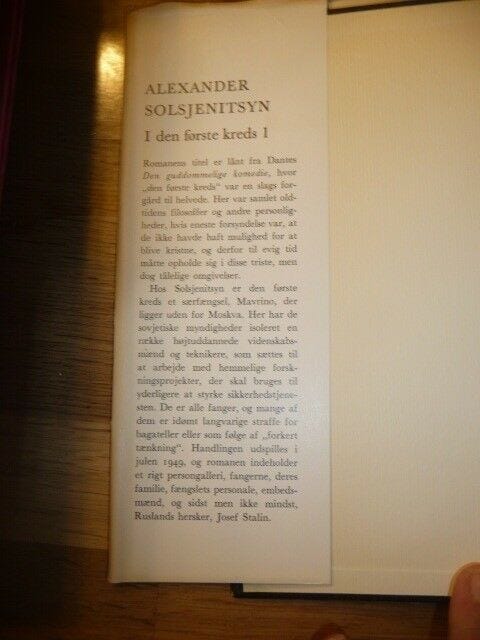 ALEXANDER
SOLSJENITSYN
I den første kreds 1
Romanens titel er lånt fra Dantes
Den guddommelige komedie, hvor
„den første kreds" var en slags for-
gård til helvede. Her var samlet old-
tidens filosoffer og andre personlig-
heder, hvis eneste forsyndelse var, at
de ikke havde haft mulighed for at
blive kristne, og derfor til evig tid
måtte opholde sig i disse triste, men
dog tålelige omgivelser.
Hos Solsjenitsyn er den første
kreds et særfængsel, Mavrino, der
ligger uden for Moskva. Her har de
sovjetiske myndigheder isoleret en
række højtuddannede videnskabs-
mænd og teknikere, som sættes til
at arbejde med hemmelige forsk-
ningsprojekter, der skal bruges til
yderligere at styrke sikkerhedstjene-
sten. De er alle fanger, og mange af
dem er idømt langvarige straffe for
bagateller eller som følge af „forkert
tænkning". Handlingen udspilles i
julen 1949, og romanen indeholder
et rigt persongalleri, fangerne, deres
familie, fængslets personale, embeds-
mænd, og sidst men ikke mindst,
Ruslands hersker, Josef Stalin.